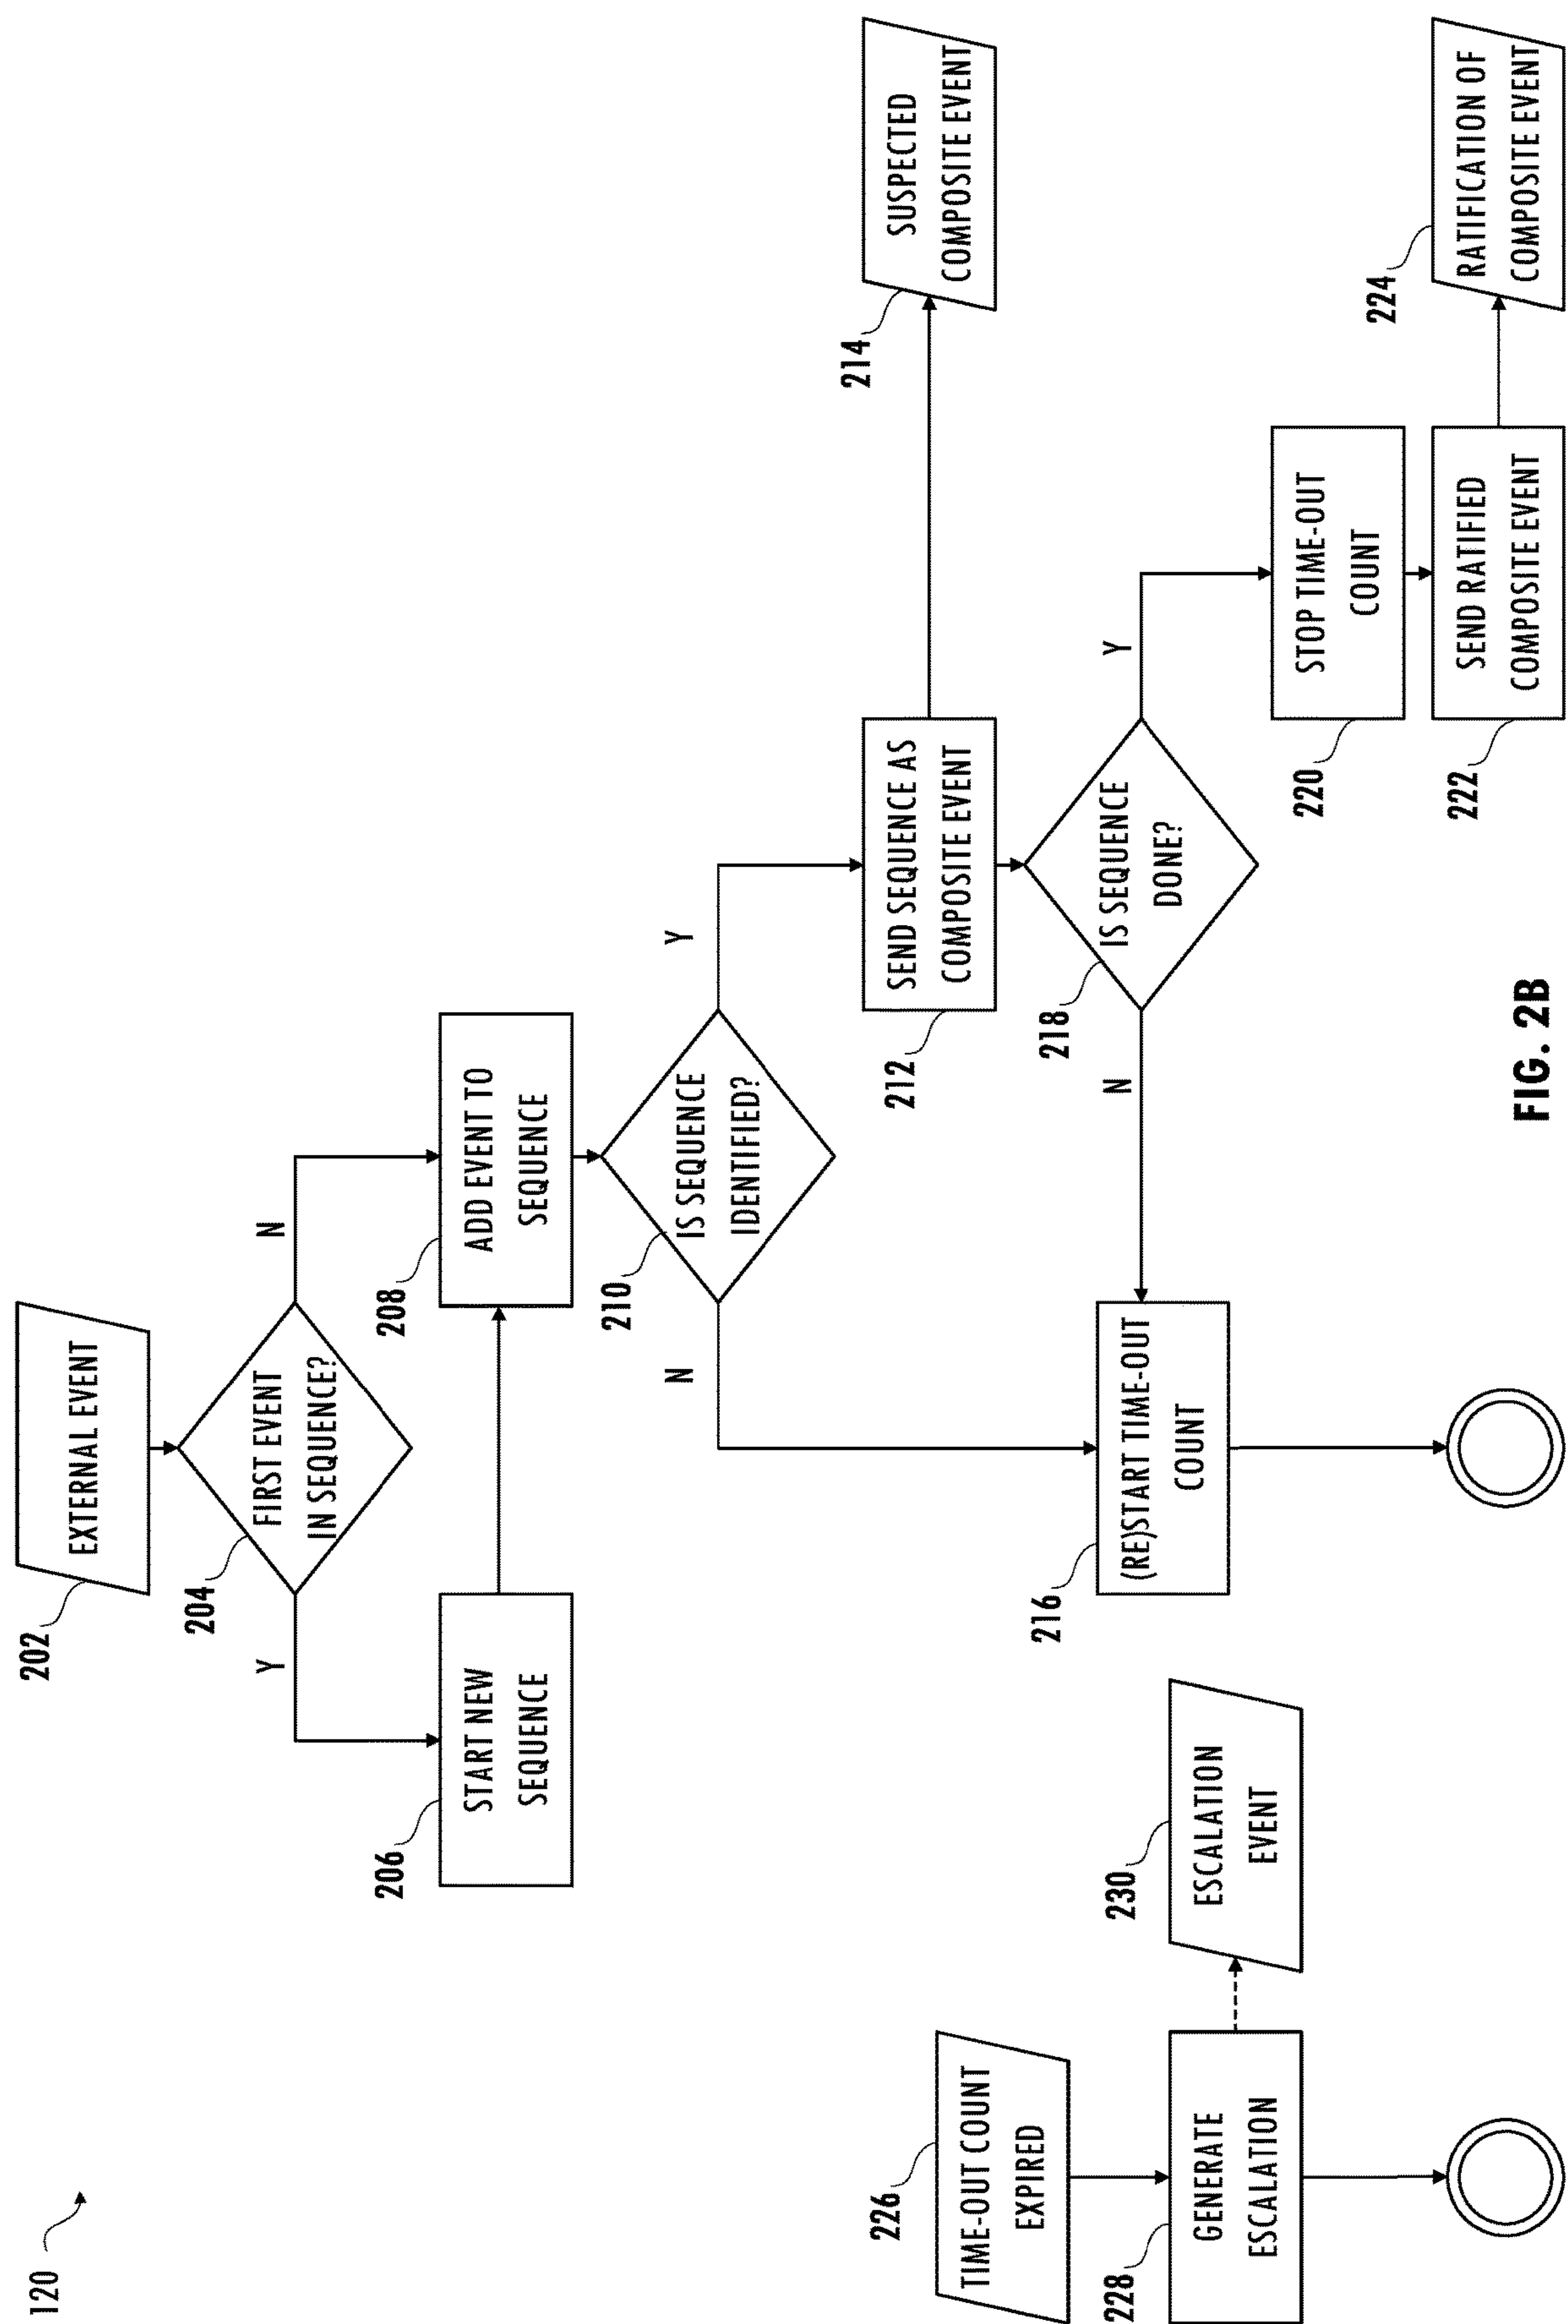 120
202
EXTERNAL EVENT
204
FIRST EVENT
IN SEQUENCE?
Y
N
206
START NEW
SEQUENCE
208
ADD EVENT TO
SEQUENCE
210
IS SEQUENCE
IDENTIFIED?
N
Y
212
SEND SEQUENCE AS
COMPOSITE EVENT
214
SUSPECTED
COMPOSITE EVENT
218
IS SEQUENCE
DONE?
N
Y
216
(RE)START TIME-OUT
COUNT
220
STOP TIME-OUT
COUNT
222
SEND RATIFIED
COMPOSITE EVENT
224
RATIFICATION OF
COMPOSITE EVENT
226
TIME-OUT COUNT
EXPIRED
228
GENERATE
ESCALATION
230
ESCALATION
EVENT
FIG. 2B